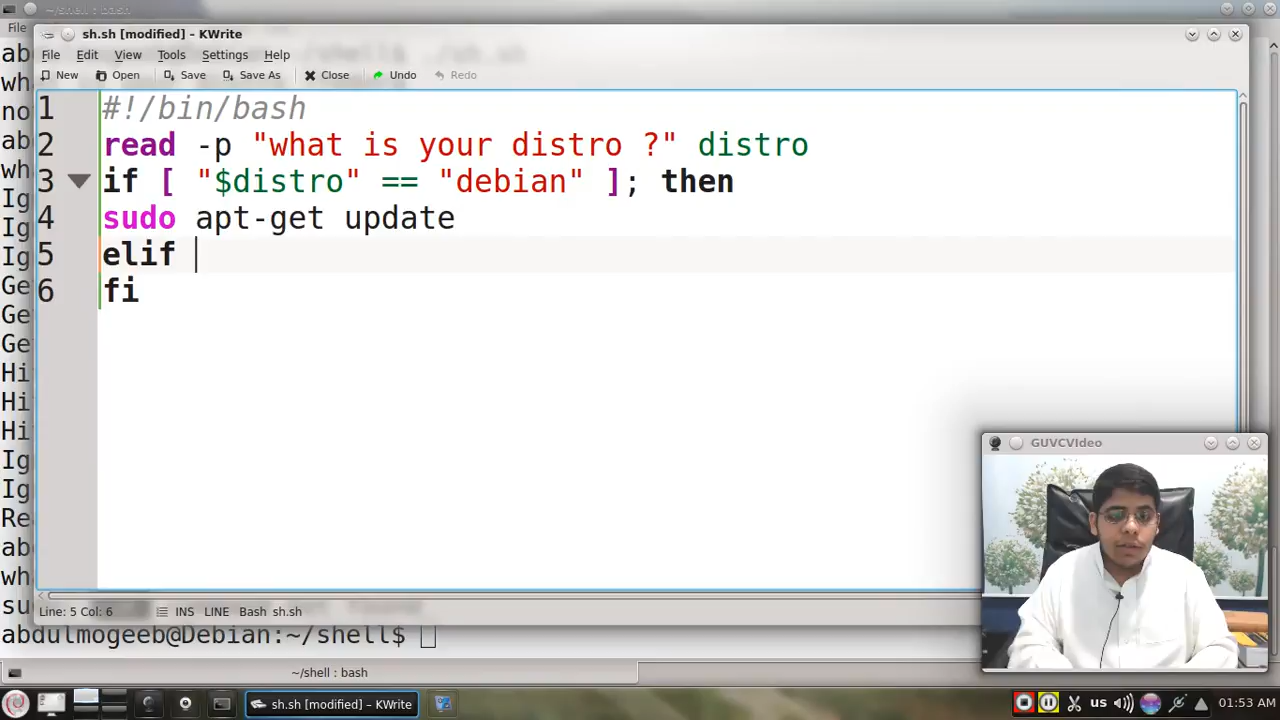 ~/shell : bash
File
sh.sh [modified] – KWrite
File Edit View Tools Settings Help
New Open Save Save As Close Undo Redo
1 #!/bin/bash
2 read -p "what is your distro ?" distro
3 if [ "$distro" == "debian" ]; then
4 sudo apt-get update
5 elif
6 fi
Line: 5 Col: 6 INS LINE Bash sh.sh
abdulmogeeb@Debian:~/shell$
~/shell : bash
GUVCVideo
sh.sh [modified] – KWrite
us
01:53 AM